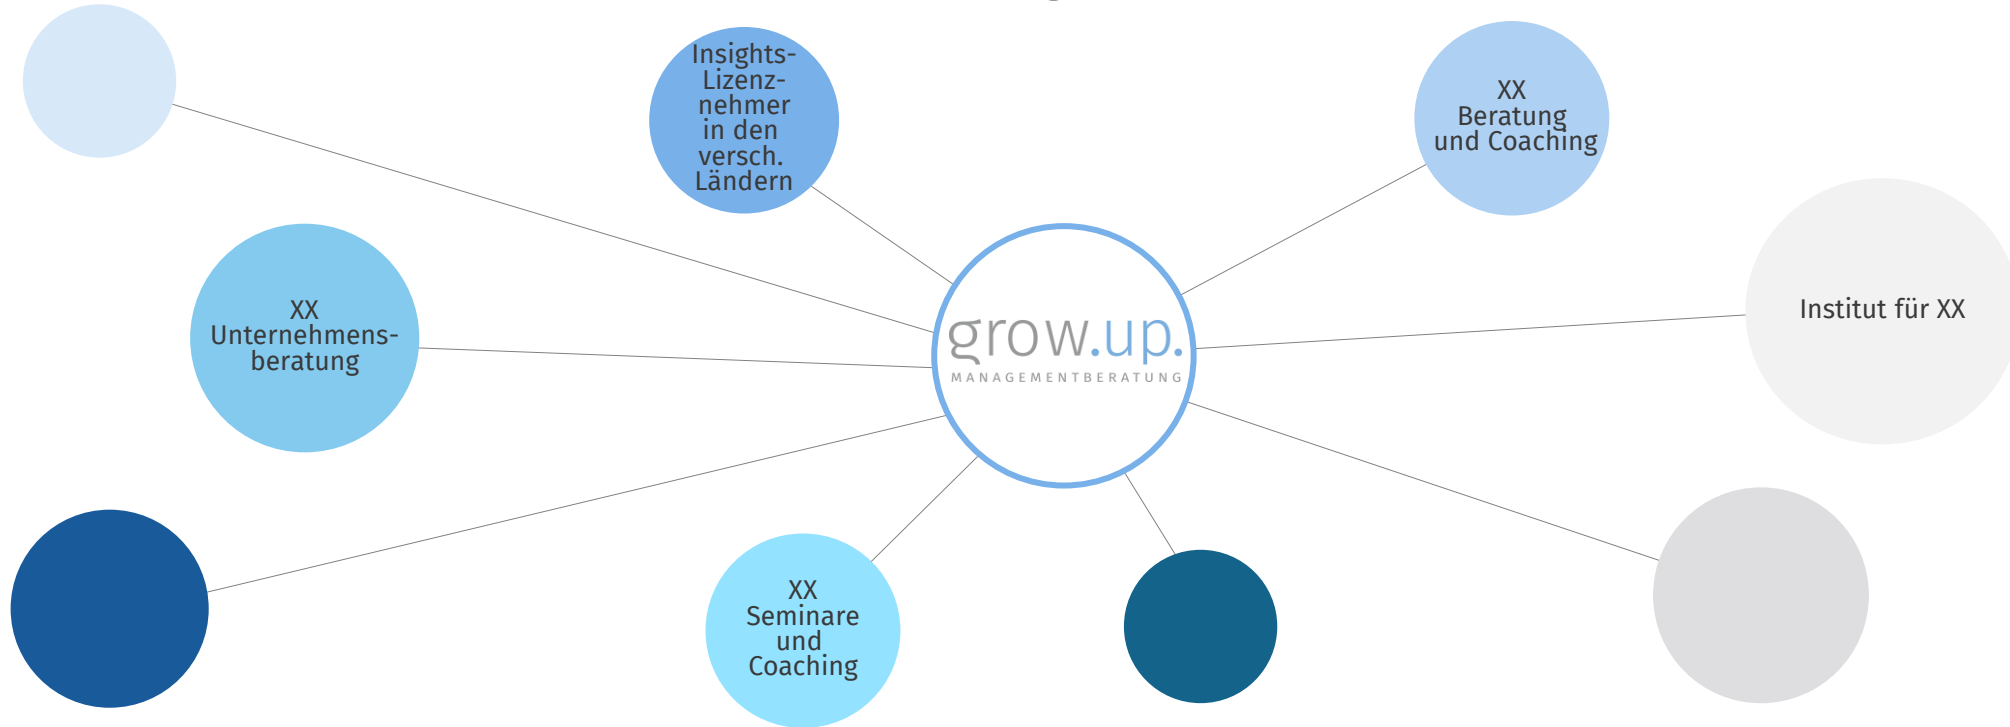 Insights-
Lizenz-
nehmer
in den
versch.
Ländern
XX
Beratung
und Coaching
XX
Unternehmens-
beratung
grow.up.
MANAGEMENTBERATUNG
Institut für XX
XX
Seminare
und
Coaching